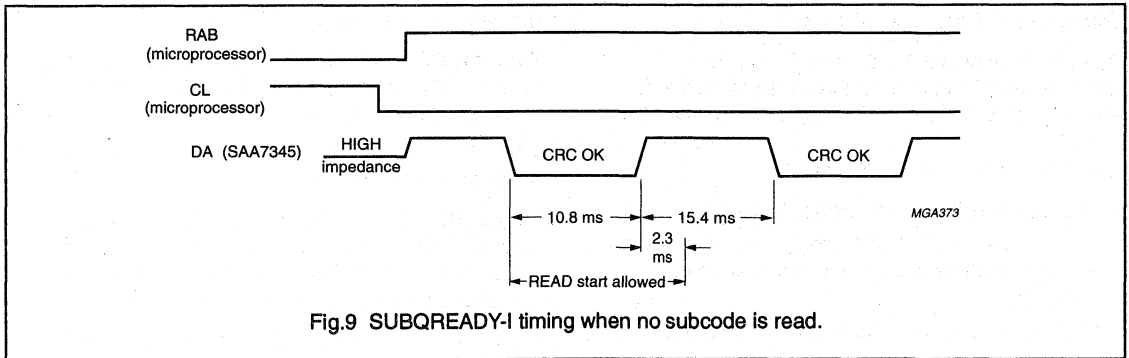 RAB
(microprocessor)
CL
(microprocessor)
DA (SAA7345)
HIGH
impedance
CRC OK
CRC OK
10.8 ms
15.4 ms
MGA373
2.3
ms
READ start allowed
Fig.9 SUBQREADY-I timing when no subcode is read.